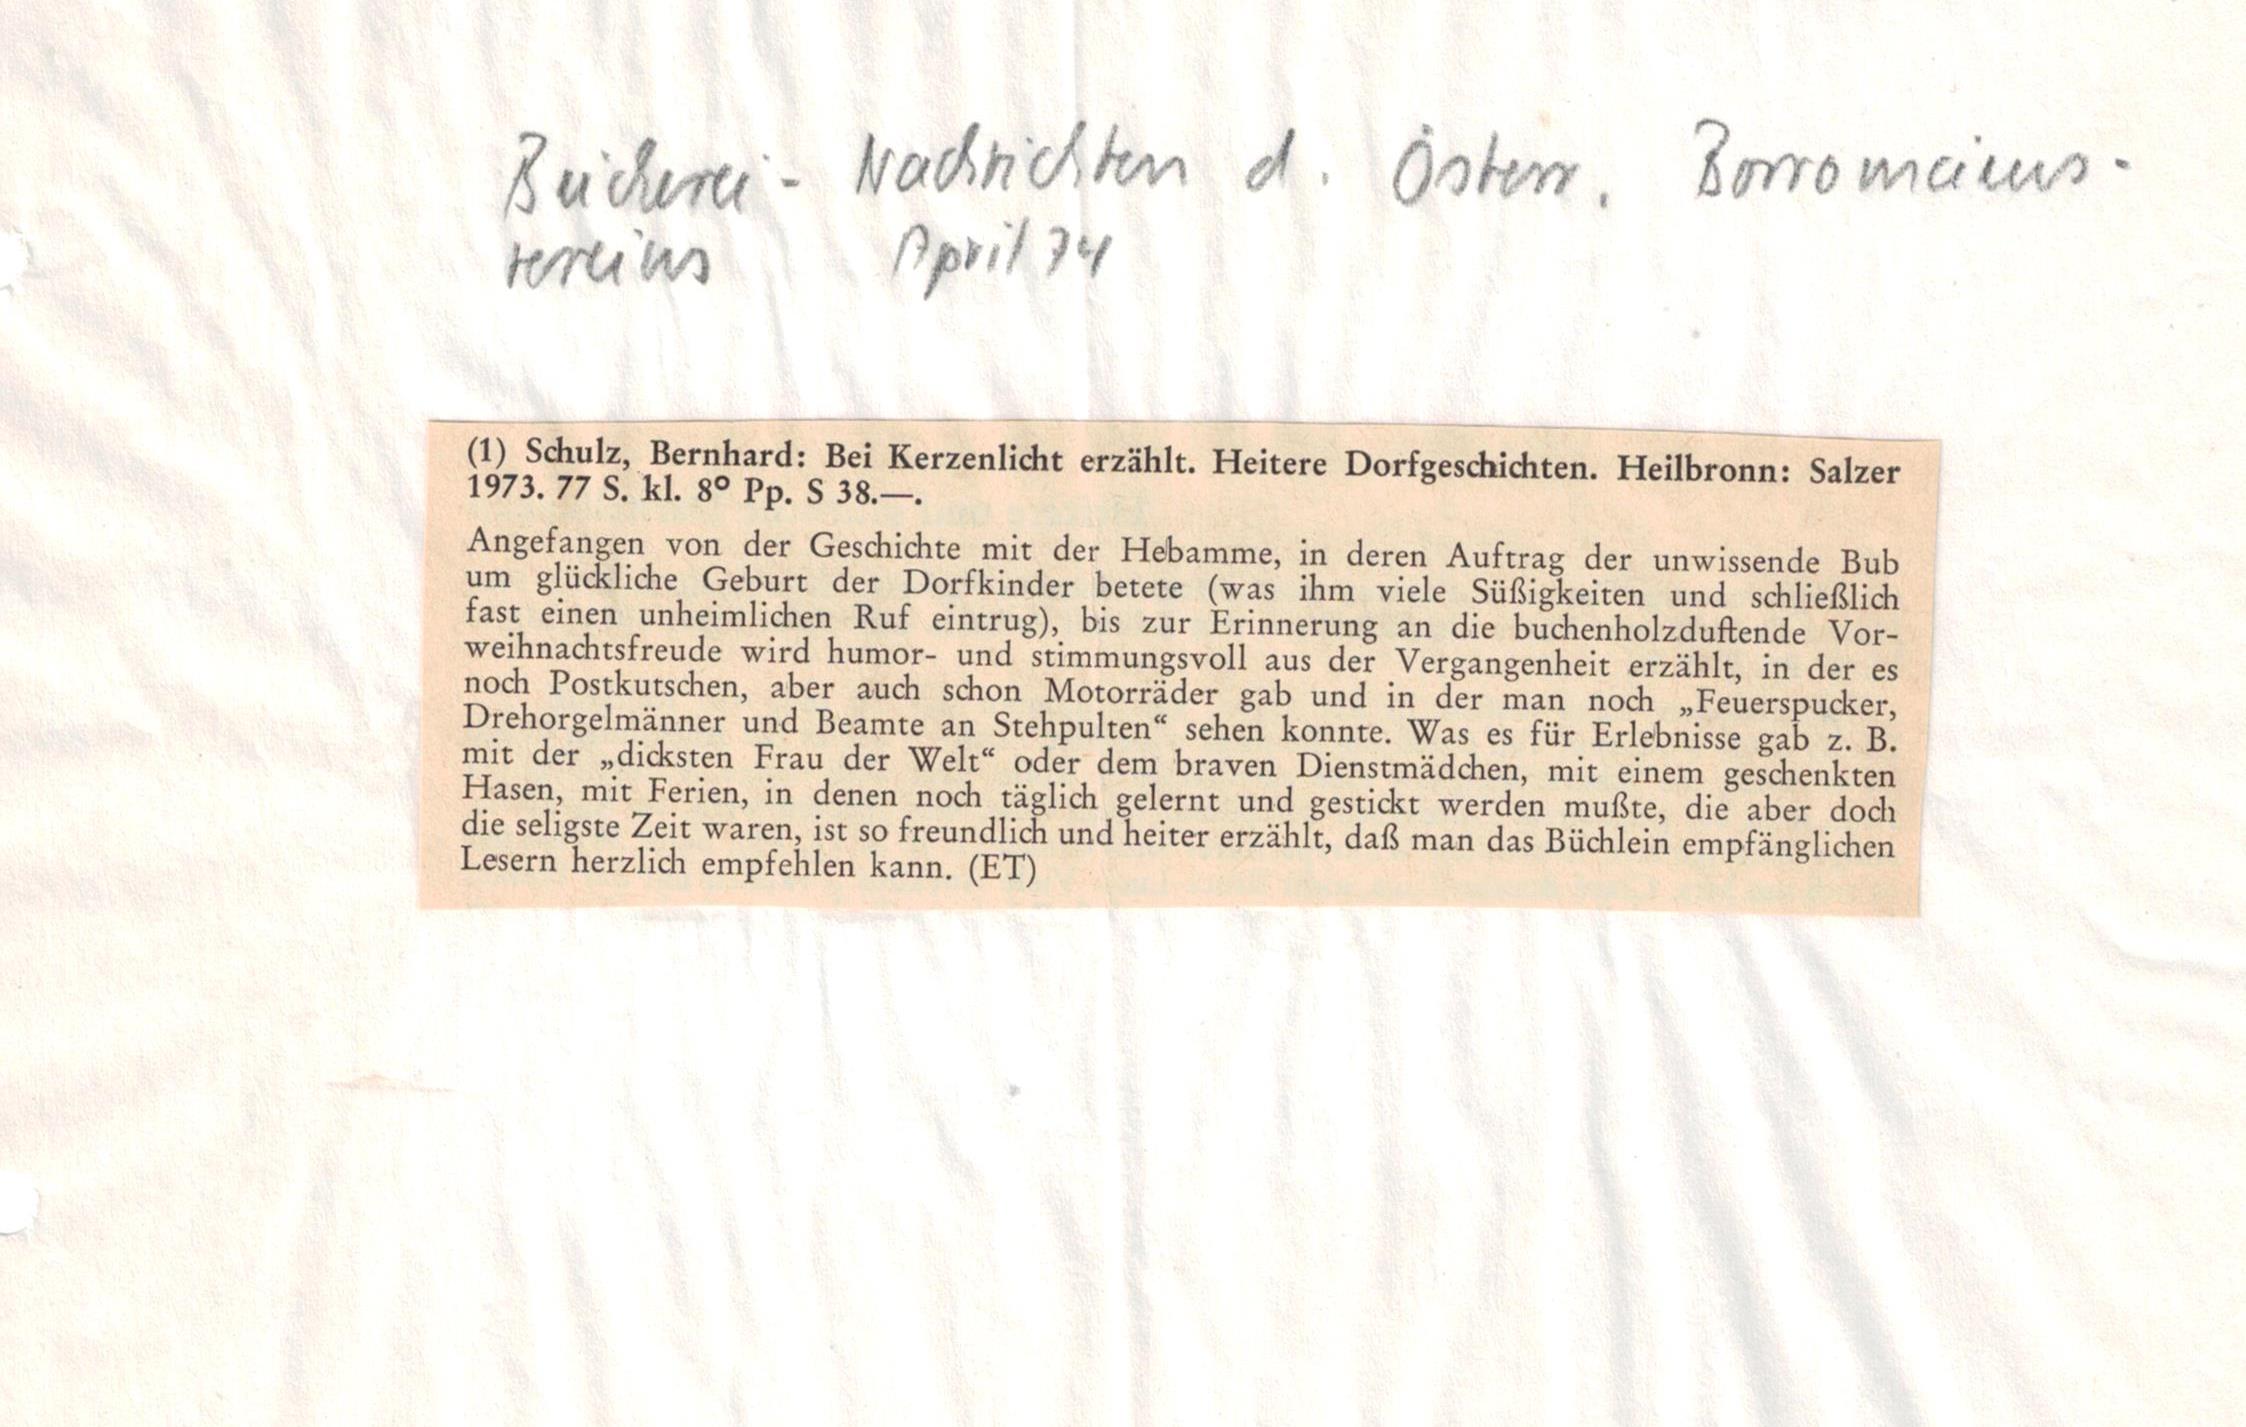 Bücherei - Nachrichten d. Österr. Borromäus-
vereins April 74
(1) Schulz, Bernhard: Bei Kerzenlicht erzählt. Heitere Dorfgeschichten. Heilbronn: Salzer
1973. 77 S. kl. 8° Pp. S 38.—.
Angefangen von der Geschichte mit der Hebamme, in deren Auftrag der unwissende Bub
um glückliche Geburt der Dorfkinder betete (was ihm viele Süßigkeiten und schließlich
fast einen unheimlichen Ruf eintrug), bis zur Erinnerung an die buchenholzduftende Vor-
weihnachtsfreude wird humor- und stimmungsvoll aus der Vergangenheit erzählt, in der es
noch Postkutschen, aber auch schon Motorräder gab und in der man noch „Feuerspucker,
Drehorgelmänner und Beamte an Stehpulten“ sehen konnte. Was es für Erlebnisse gab z. B.
mit der „dicksten Frau der Welt“ oder dem braven Dienstmädchen, mit einem geschenkten
Hasen, mit Ferien, in denen noch täglich gelernt und gestickt werden mußte, die aber doch
die seligste Zeit waren, ist so freundlich und heiter erzählt, daß man das Büchlein empfänglichen
Lesern herzlich empfehlen kann. (ET)